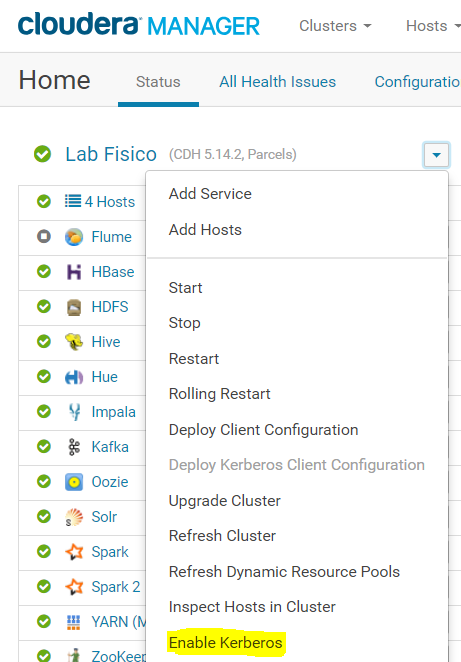 cloudera MANAGER Clusters Hosts
Home Status All Health Issues Configuratio
Lab Fisico (CDH 5.14.2, Parcels)
Add Service
4 Hosts
Add Hosts
Flume
HBase
Start
HDFS
Stop
Hive
Restart
Hue
Rolling Restart
Impala
Deploy Client Configuration
Kafka
Deploy Kerberos Client Configuration
Oozie
Upgrade Cluster
Solr
Refresh Cluster
Spark
Refresh Dynamic Resource Pools
Spark 2
Inspect Hosts in Cluster
YARN (M
Enable Kerberos
ZooKeep